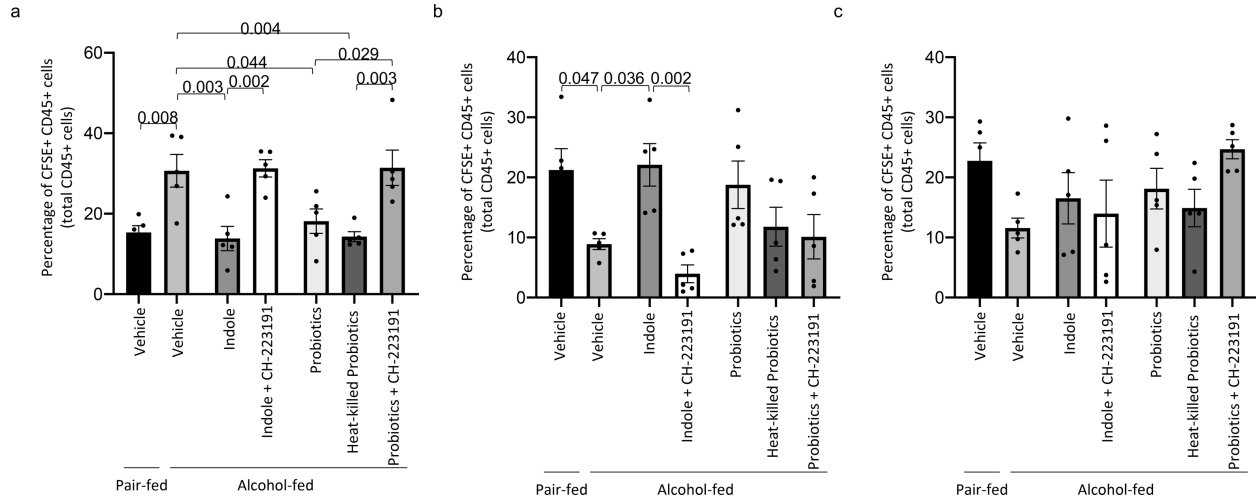 a
Percentage of CFSE+ CD45+ cells
(total CD45+ cells)
60
40
20
0
0.004
0.029
0.044
0.003
0.002
0.003
0.008
Vehicle
Vehicle
Indole
Indole + CH-223191
Probiotics
Heat-killed Probiotics
Probiotics + CH-223191
Pair-fed
Alcohol-fed
b
Percentage of CFSE+ CD45+ cells
(total CD45+ cells)
40
30
20
10
0
0.047
0.036
0.002
Vehicle
Vehicle
Indole
Indole + CH-223191
Probiotics
Heat-killed Probiotics
Probiotics + CH-223191
Pair-fed
Alcohol-fed
c
Percentage of CFSE+ CD45+ cells
(total CD45+ cells)
40
30
20
10
0
Vehicle
Vehicle
Indole
Indole + CH-223191
Probiotics
Heat-killed Probiotics
Probiotics + CH-223191
Pair-fed
Alcohol-fed